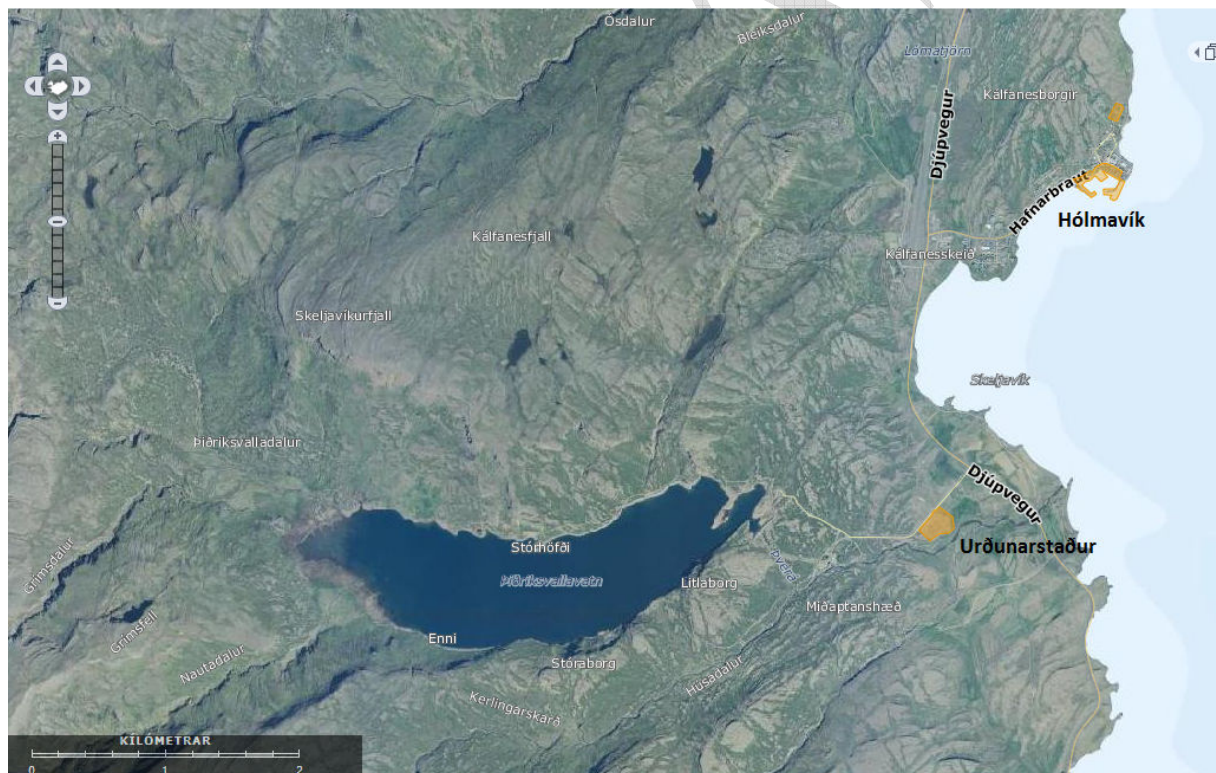 Ósdalur
Bleiksdalur
Lómatjörn
Kálfanesborgir
Djúpvegur
Hafnarbraut
Hólmavík
Kálfanesfjall
Kálfanesskeið
Skeljavíkurfjall
Skeljavík
Þiðriksvalladalur
Djúpvegur
Urðunarstaður
Stórhöfði
Þiðriksvallavatn
Þverá
Litlaborg
Miðaptanshæð
Grímsdalur
Grímsfell
Enni
Nautadalur
Stóraborg
Húsadalur
Kerlingarskarð
KÍLÓMETRAR
0 1 2